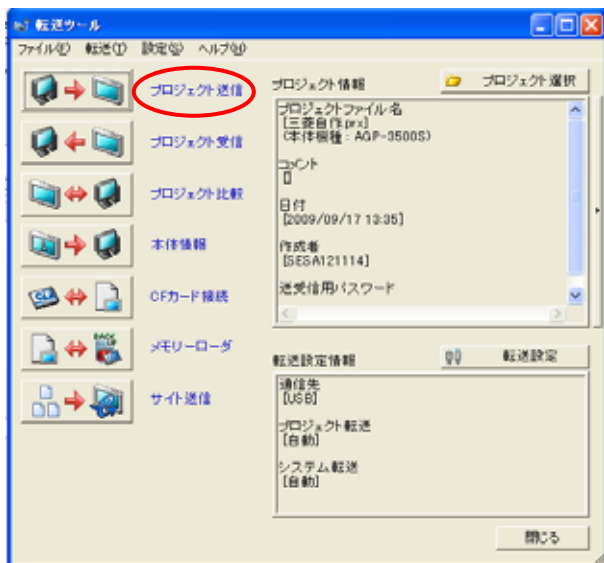 転送ツール
ファイル(F) 転送(T) 設定(S) ヘルプ(H)
プロジェクト送信
プロジェクト受信
プロジェクト比較
本体情報
CFカード接続
メモリーローダ
サイト送信
プロジェクト情報
プロジェクト選択
プロジェクトファイル名
[三菱自作.prx]
(本体機種 : AGP-3500S)
コメント
[]
日付
[2009/09/17 13:35]
作成者
[SESA121114]
送受信用パスワード
転送設定情報
転送設定
通信先
[USB]
プロジェクト転送
[自動]
システム転送
[自動]
閉じる